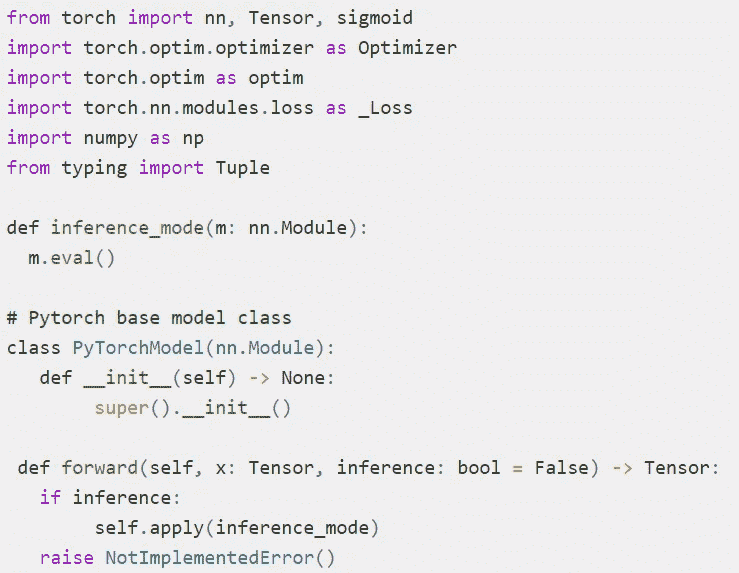 from torch import nn, Tensor, sigmoid
import torch.optim.optimizer as Optimizer
import torch.optim as optim
import torch.nn.modules.loss as _Loss
import numpy as np
from typing import Tuple

def inference_mode(m: nn.Module):
  m.eval()

# Pytorch base model class
class PyTorchModel(nn.Module):
   def __init__(self) -> None:
        super().__init__()

 def forward(self, x: Tensor, inference: bool = False) -> Tensor:
   if inference:
        self.apply(inference_mode)
   raise NotImplementedError()